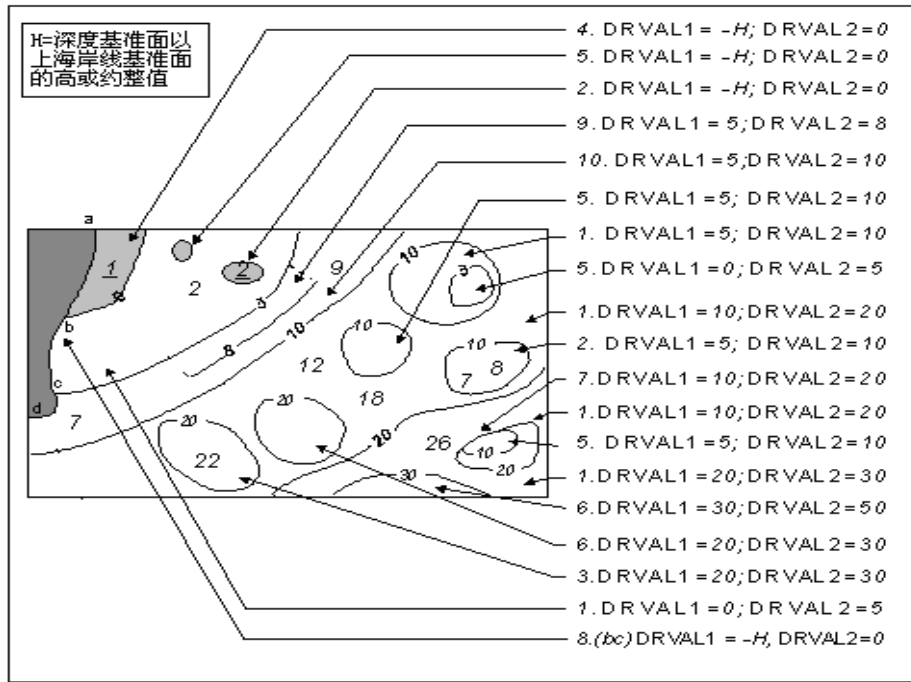 H=深度基准面以
上海岸线基准面
的高或约整值
4. DRVAL1 = -H; DRVAL2=0
5. DRVAL1 = -H; DRVAL2=0
2. DRVAL1 = -H; DRVAL2=0
9. DRVAL1=5;DRVAL2=8
10. DRVAL1=5;DRVAL2=10
5. DRVAL1=5; DRVAL2=10
1. DRVAL1=5; DRVAL2=10
5. DRVAL1=0; DRVAL2=5
1. DRVAL1=10; DRVAL2=20
2. DRVAL1=5; DRVAL2=10
7. DRVAL1=10; DRVAL2=20
1. DRVAL1=10; DRVAL2=20
5. DRVAL1=5; DRVAL2=10
1. DRVAL1=20; DRVAL2=30
6. DRVAL1=30; DRVAL2=50
6. DRVAL1=20; DRVAL2=30
3. DRVAL1=20; DRVAL2=30
1. DRVAL1=0; DRVAL2=5
8.(bc) DRVAL1 = -H, DRVAL2=0
a
1
2
2
9
10
3
b
3
8
10
10
10
12
7
8
c
d
7
18
20
20
20
26
10
20
22
30